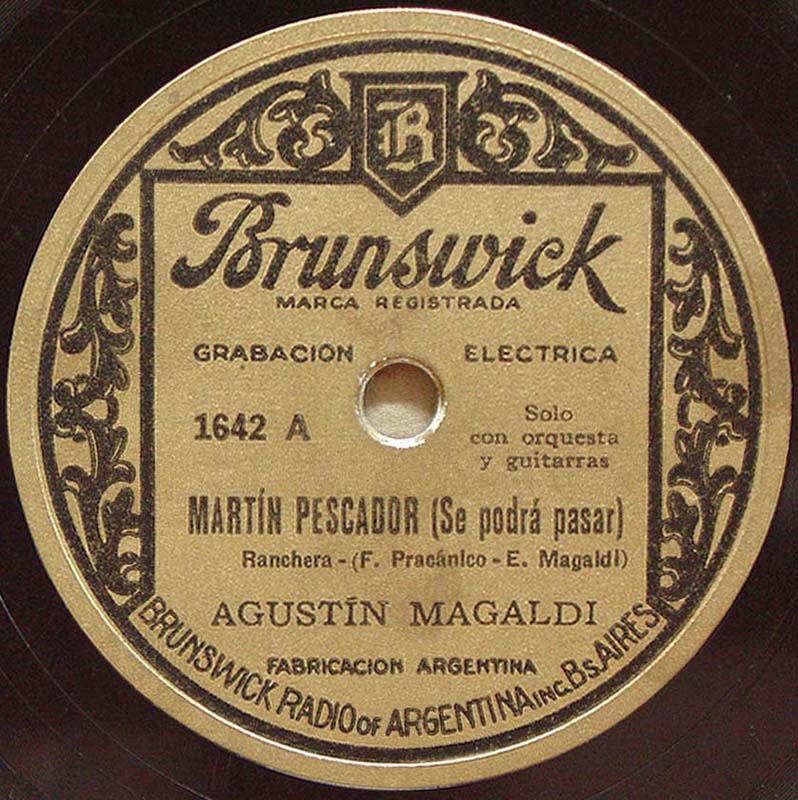 B
Brunswick
MARCA REGISTRADA
GRABACION ELECTRICA
1642 A
Solo
con orquesta
y guitarras
MARTÍN PESCADOR (Se podrá pasar)
Ranchera - (F. Pracánico - E. Magaldi)
AGUSTÍN MAGALDI
FABRICACION ARGENTINA
BRUNSWICK RADIO OF ARGENTINA INC. Bs. AIRES